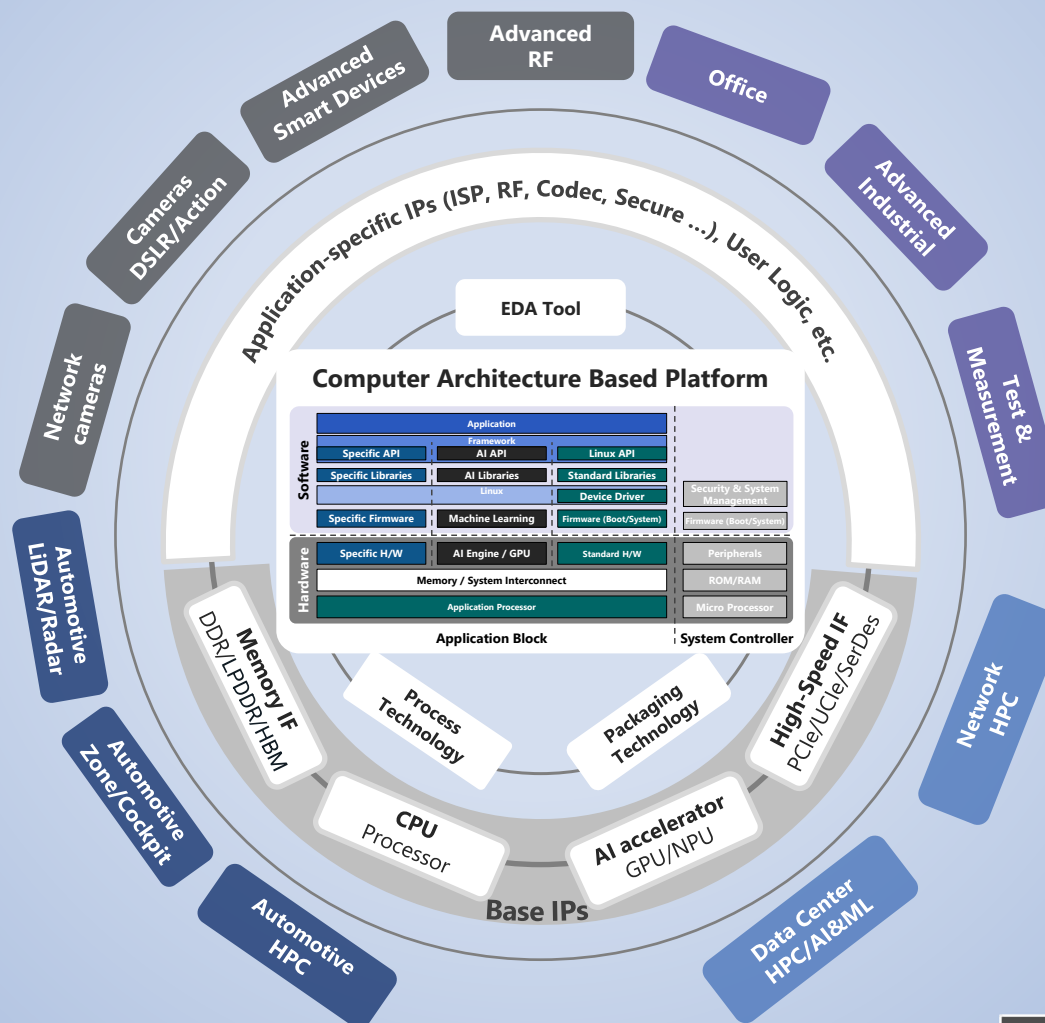 Advanced
RF
Office
Advanced
Industrial
Test &
Measurement
Network
HPC
Data Center
HPC/AI&ML
Automotive
HPC
Automotive
Zone/Cockpit
Automotive
LiDAR/Radar
Network
cameras
Cameras
DSLR/Action
Advanced
Smart Devices
Application-specific IPs (ISP, RF, Codec, Secure ...), User Logic, etc.
EDA Tool
Computer Architecture Based Platform
Software
Application
Framework
Specific API
AI API
Linux API
Specific Libraries
AI Libraries
Standard Libraries
Linux
Device Driver
Security & System
Management
Specific Firmware
Machine Learning
Firmware (Boot/System)
Firmware (Boot/System)
Hardware
Specific H/W
AI Engine / GPU
Standard H/W
Peripherals
Memory / System Interconnect
ROM/RAM
Application Processor
Micro Processor
Application Block
System Controller
Process
Technology
Packaging
Technology
Memory IF
DDR/LPDDR/HBM
CPU
Processor
AI accelerator
GPU/NPU
High-Speed IF
PCIe/UCIe/SerDes
Base IPs